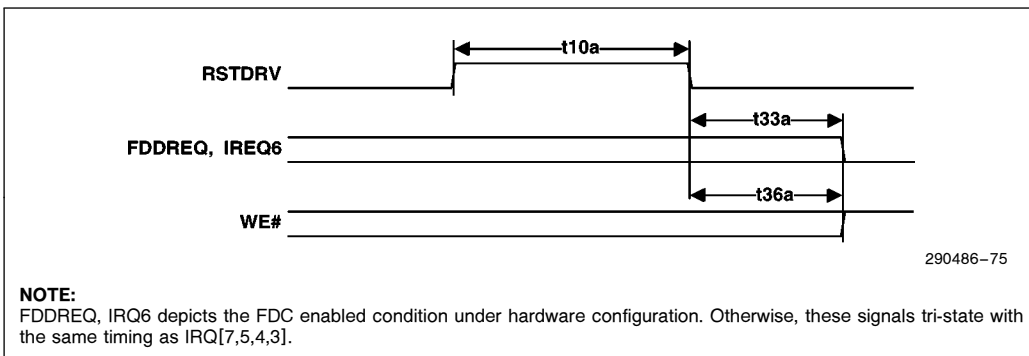 t10a
RSTDRV
t33a
FDDREQ, IREQ6
t36a
WE#
290486–75
NOTE:
FDDREQ, IRQ6 depicts the FDC enabled condition under hardware configuration. Otherwise, these signals tri-state with
the same timing as IRQ[7,5,4,3].